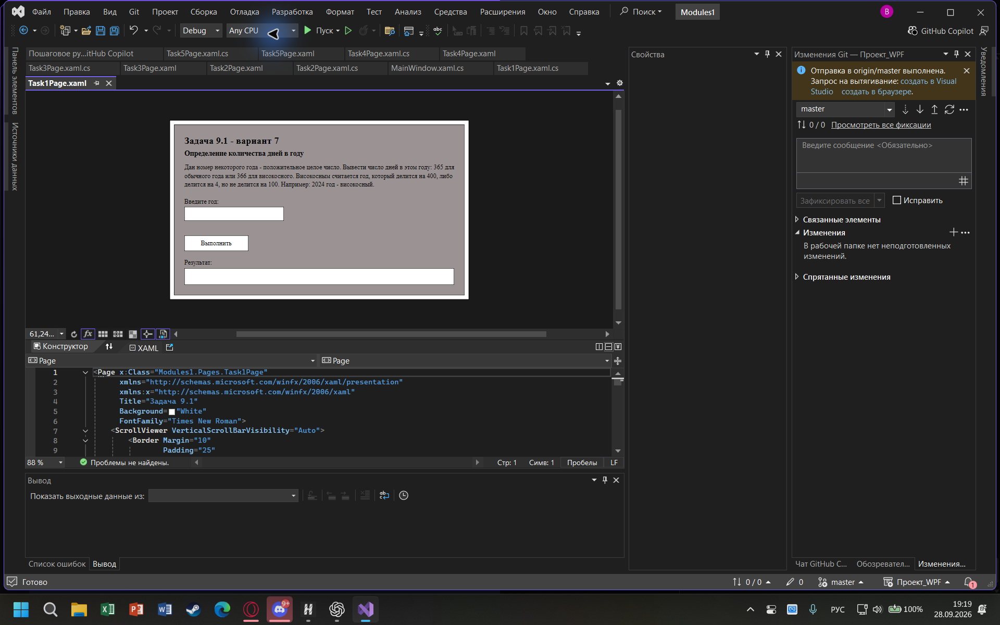 Файл Правка Вид Git Проект Сборка Отладка Разработка Формат Тест Анализ Средства Расширения Окно Справка Поиск Modules1 B
Debug Any CPU Пуск abc GitHub Copilot
Панель элементов
Источники данных
Пошаговое ру...itHub Copilot Task5Page.xaml.cs Task5Page.xaml Task4Page.xaml.cs Task4Page.xaml
Task3Page.xaml.cs Task3Page.xaml Task2Page.xaml Task2Page.xaml.cs MainWindow.xaml.cs Task1Page.xaml.cs
Task1Page.xaml
Задача 9.1 - вариант 7
Определение количества дней в году
Дан номер некоторого года - положительное целое число. Вывести число дней в этом году: 365 для
обычного года или 366 для високосного. Високосным считается год, который делится на 400, либо
делится на 4, но не делится на 100. Например: 2024 год - високосный.
Введите год:
Выполнить
Результат:
61,24... fx
Конструктор XAML
Page Page
1 <Page x:Class="Modules1.Pages.Task1Page"
2 xmlns="http://schemas.microsoft.com/winfx/2006/xaml/presentation"
3 xmlns:x="http://schemas.microsoft.com/winfx/2006/xaml"
4 Title="Задача 9.1"
5 Background="White"
6 FontFamily="Times New Roman">
7 <ScrollViewer VerticalScrollBarVisibility="Auto">
8 <Border Margin="10"
9 Padding="25"
88 % Проблемы не найдены. Стр: 1 Симв: 1 Пробелы LF
Вывод
Показать выходные данные из:
Список ошибок Вывод
Свойства
Изменения Git — Проект_WPF
Отправка в origin/master выполнена.
Запрос на вытягивание: создать в Visual
Studio создать в браузере.
master
0 / 0 Просмотреть все фиксации
Введите сообщение <Обязательно>
Зафиксировать все Исправить
Связанные элементы
Изменения
В рабочей папке нет неподготовленных
изменений.
Спрятанные изменения
Чат GitHub C... Обозревател... Изменения...
Уведомления
Готово 0 / 0 0 master Проект_WPF 1
9+ РУС 100% 19:19
28.09.2026